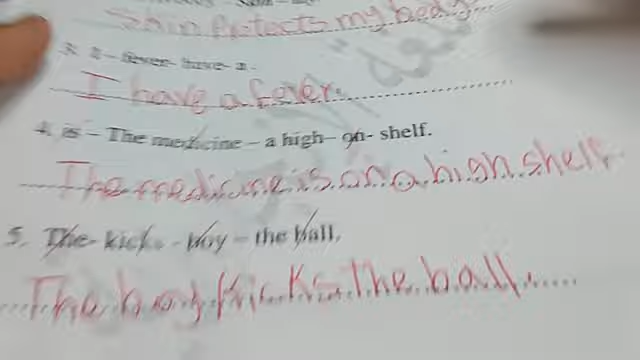 Skin Protects my body
3. I - fever- have- a.
I have a fever.
4. is - The medicine - a high- on- shelf.
The medicine is on a high shelf.
5. The- kicks - boy - the ball.
The boy kicks The ball